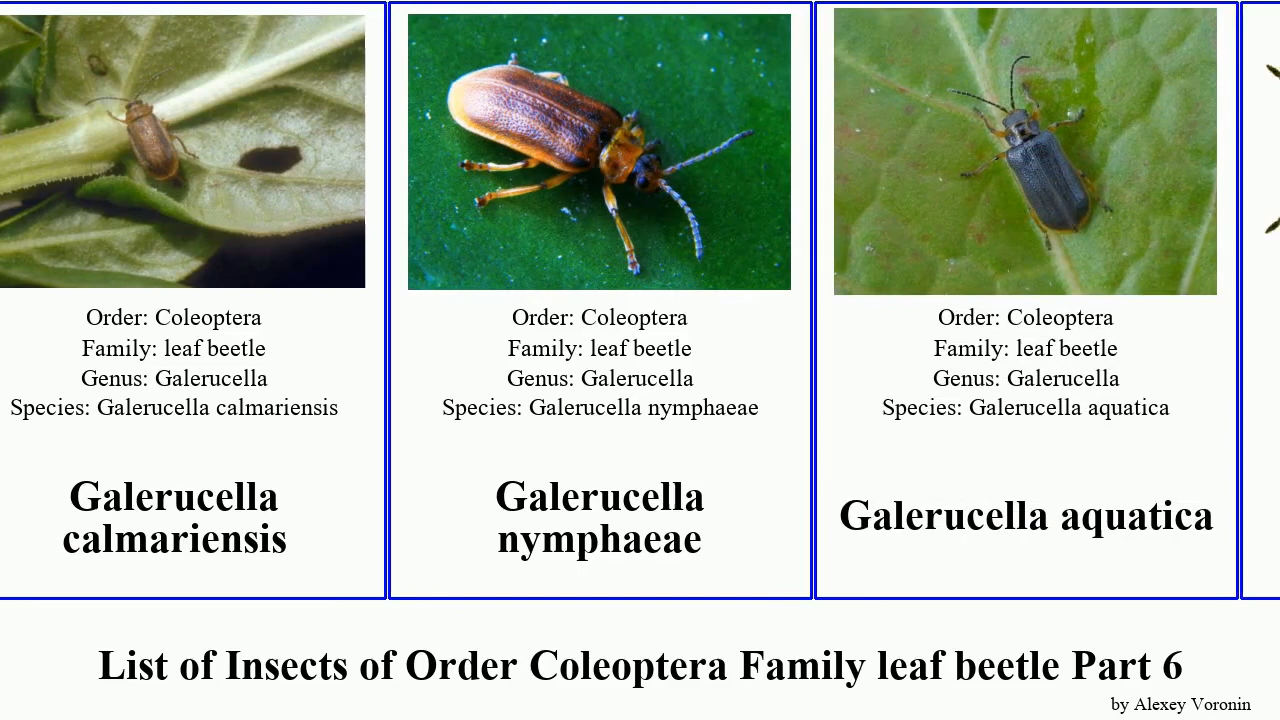 Order: Coleoptera
Family: leaf beetle
Genus: Galerucella
Species: Galerucella calmariensis
Galerucella
calmariensis
Order: Coleoptera
Family: leaf beetle
Genus: Galerucella
Species: Galerucella nymphaeae
Galerucella
nymphaeae
Order: Coleoptera
Family: leaf beetle
Genus: Galerucella
Species: Galerucella aquatica
Galerucella aquatica
List of Insects of Order Coleoptera Family leaf beetle Part 6
by Alexey Voronin